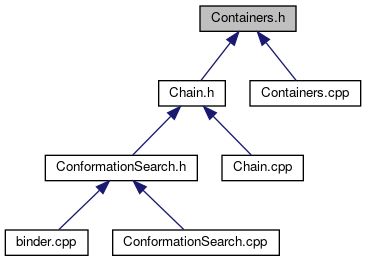 Containers.h
Chain.h
Containers.cpp
ConformationSearch.h
Chain.cpp
binder.cpp
ConformationSearch.cpp